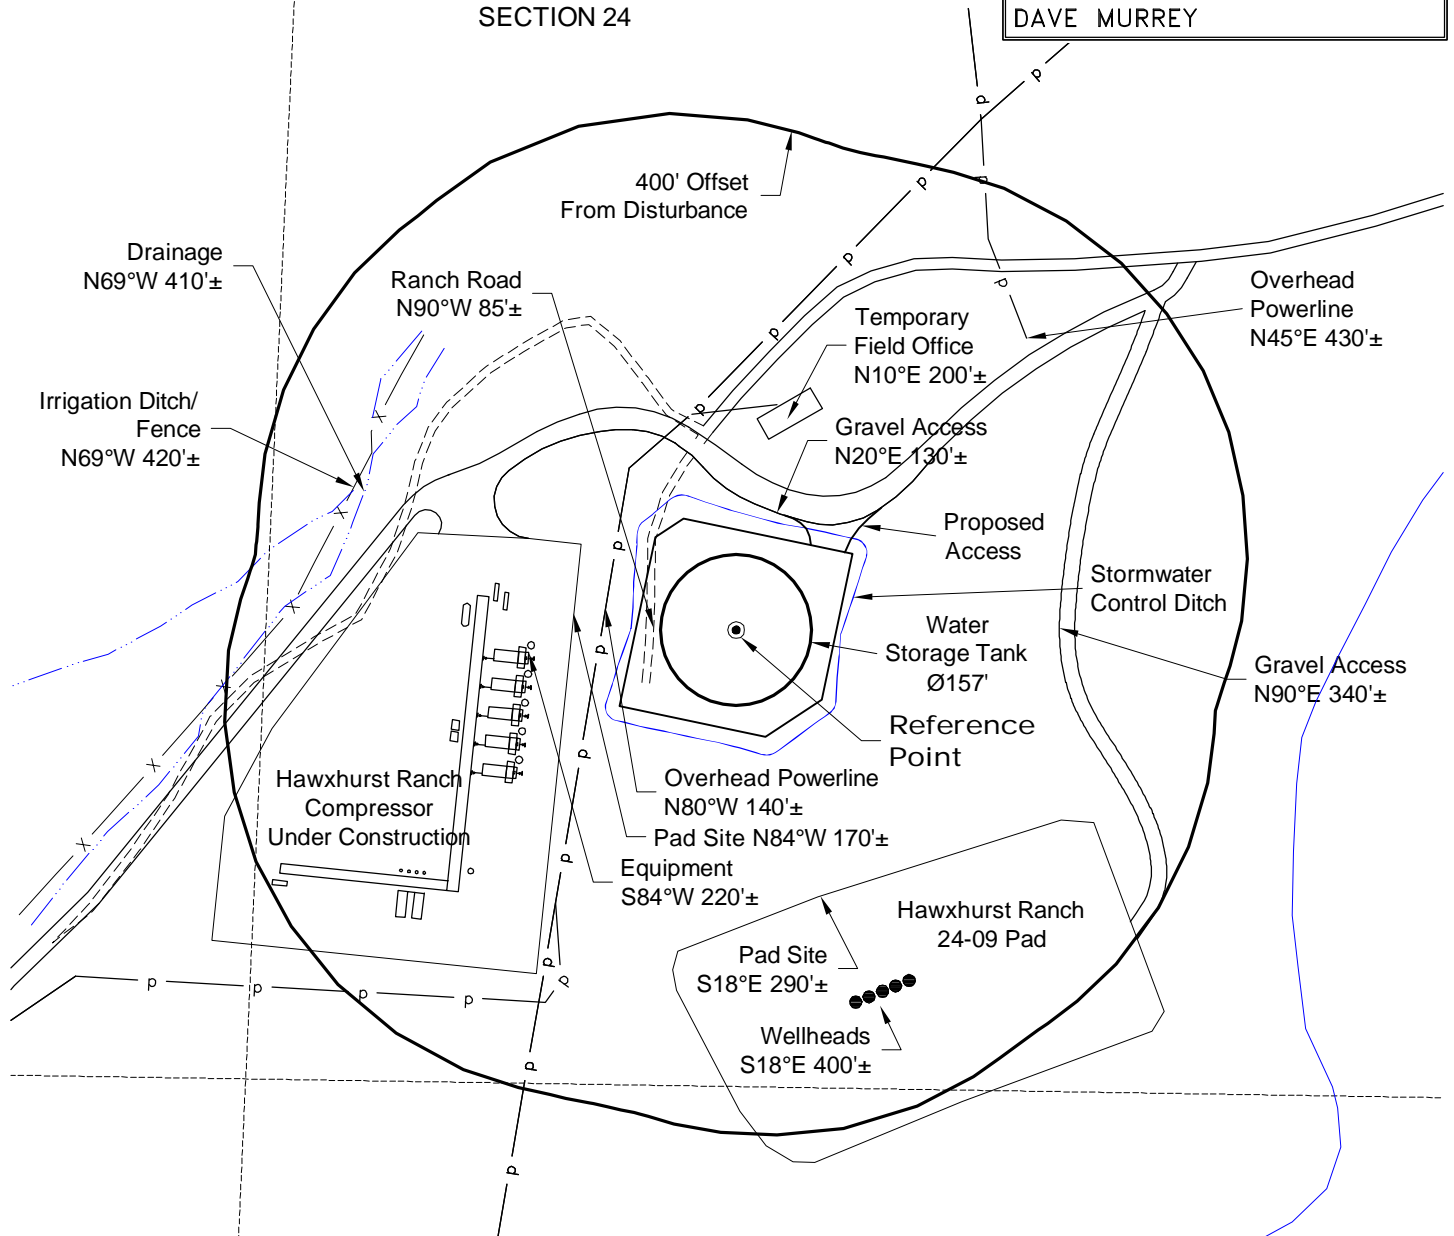 SECTION 24
DAVE MURREY
400' Offset
From Disturbance
Drainage
N69°W 410'±
Ranch Road
N90°W 85'±
Overhead
Powerline
N45°E 430'±
Temporary
Field Office
N10°E 200'±
Irrigation Ditch/
Fence
N69°W 420'±
Gravel Access
N20°E 130'±
Proposed
Access
Stormwater
Control Ditch
Water
Storage Tank
Ø157'
Gravel Access
N90°E 340'±
Reference
Point
Hawxhurst Ranch
Compressor
Under Construction
Overhead Powerline
N80°W 140'±
Pad Site N84°W 170'±
Equipment
S84°W 220'±
Hawxhurst Ranch
24-09 Pad
Pad Site
S18°E 290'±
Wellheads
S18°E 400'±